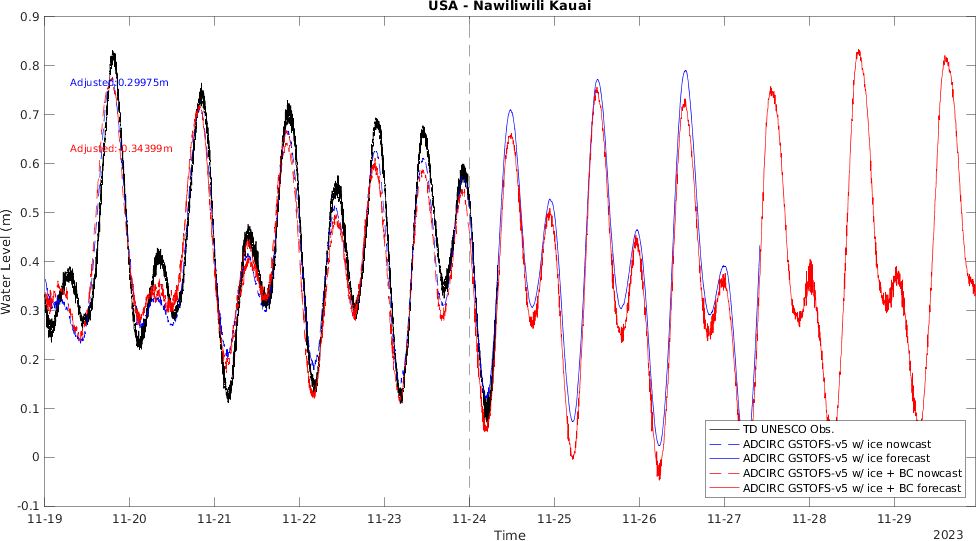 USA - Nawiliwili Kauai
0.9
0.8
0.7
0.6
0.5
0.4
0.3
0.2
0.1
0
-0.1
Water Level (m)
Adjusted:0.29975m
Adjusted:-0.34399m
TD UNESCO Obs.
ADCIRC GSTOFS-v5 w/ ice nowcast
ADCIRC GSTOFS-v5 w/ ice forecast
ADCIRC GSTOFS-v5 w/ ice + BC nowcast
ADCIRC GSTOFS-v5 w/ ice + BC forecast
11-19 11-20 11-21 11-22 11-23 11-24 11-25 11-26 11-27 11-28 11-29
Time
2023